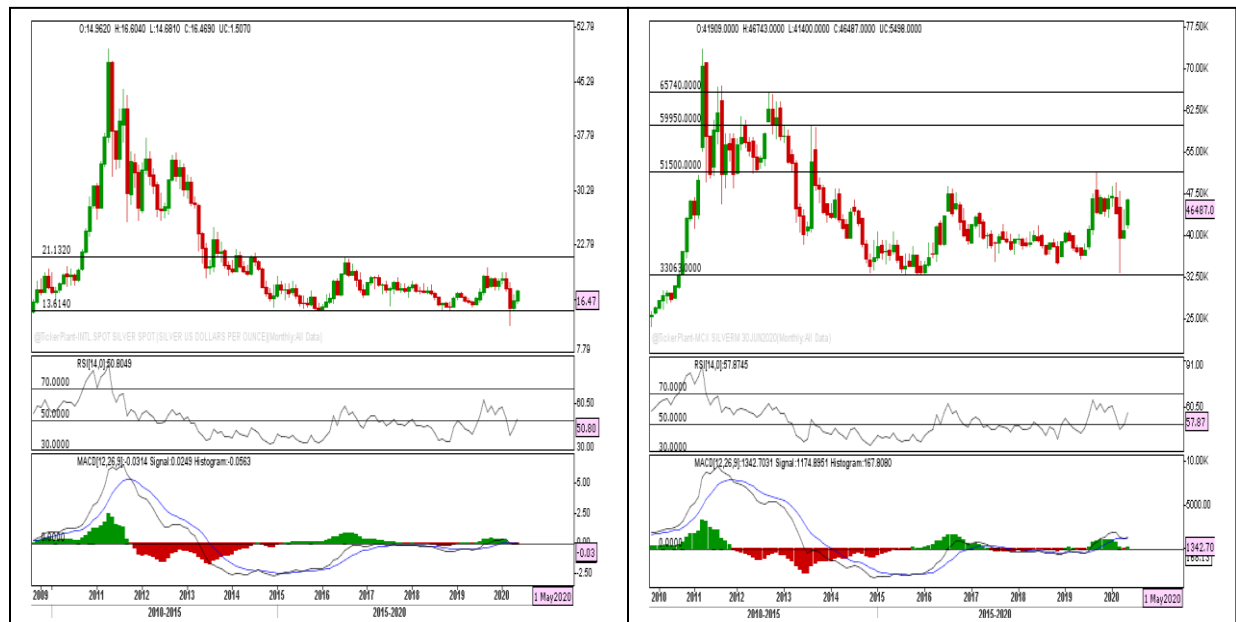 O:14.9620 H:16.6040 L:14.6810 C:16.4690 UC:1.5070
52.79
45.29
37.79
30.29
22.79
21.1320
16.47
13.6140
@TickerPlant-INTL SPOT SILVER SPOT (SILVER US DOLLARS PER OUNCE)(Monthly:All Data)
7.79
RSI[14,0]:50.8049
70.0000
60.50
50.0000
50.80
30.0000
30.00
MACD[12,26,9]:-0.0314 Signal:0.0249 Histogram:-0.0563
5.00
2.50
0.0000
0.00
-0.03
-2.50
2009 2011 2012 2013 2014 2015 2016 2017 2018 2019 2020 1 May2020
2010-2015 2015-2020
O:41909.0000 H:46743.0000 L:41400.0000 C:46487.0000 UC:5498.0000
77.50K
70.00K
65740.0000
62.50K
59950.0000
55.00K
51500.0000
47.50K
46487.0
40.00K
33063.0000
32.50K
25.00K
@TickerPlant-MCX SILVERM 30JUN2020(Monthly:All Data)
RSI[14,0]:57.8745
91.00
70.0000
60.50
50.0000
57.87
30.0000
30.00
MACD[12,26,9]:1342.7031 Signal:1174.8951 Histogram:167.8080
10.00K
5000.00
0.0000
1342.70
2010 2011 2012 2013 2014 2015 2016 2017 2018 2019 2020 1 May2020
2010-2015 2015-2020